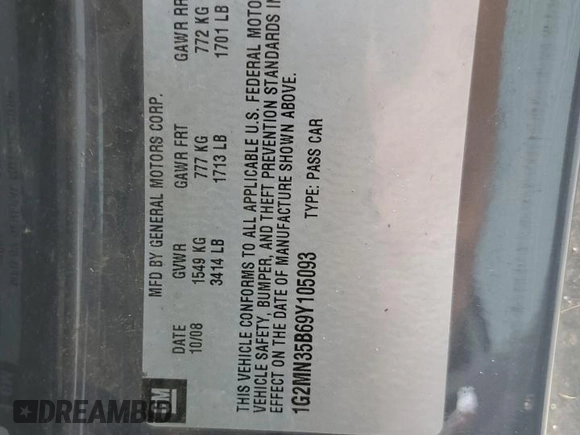 MFD BY GENERAL MOTORS CORP.
DATE GVWR GAWR FRT GAWR RR
10/08 1549 KG 777 KG 772 KG
3414 LB 1713 LB 1701 LB
THIS VEHICLE CONFORMS TO ALL APPLICABLE U.S. FEDERAL MOTO
VEHICLE SAFETY, BUMPER, AND THEFT PREVENTION STANDARDS IN
EFFECT ON THE DATE OF MANUFACTURE SHOWN ABOVE.
1G2MN35B69Y105093 TYPE: PASS CAR
GM
DREAMBID